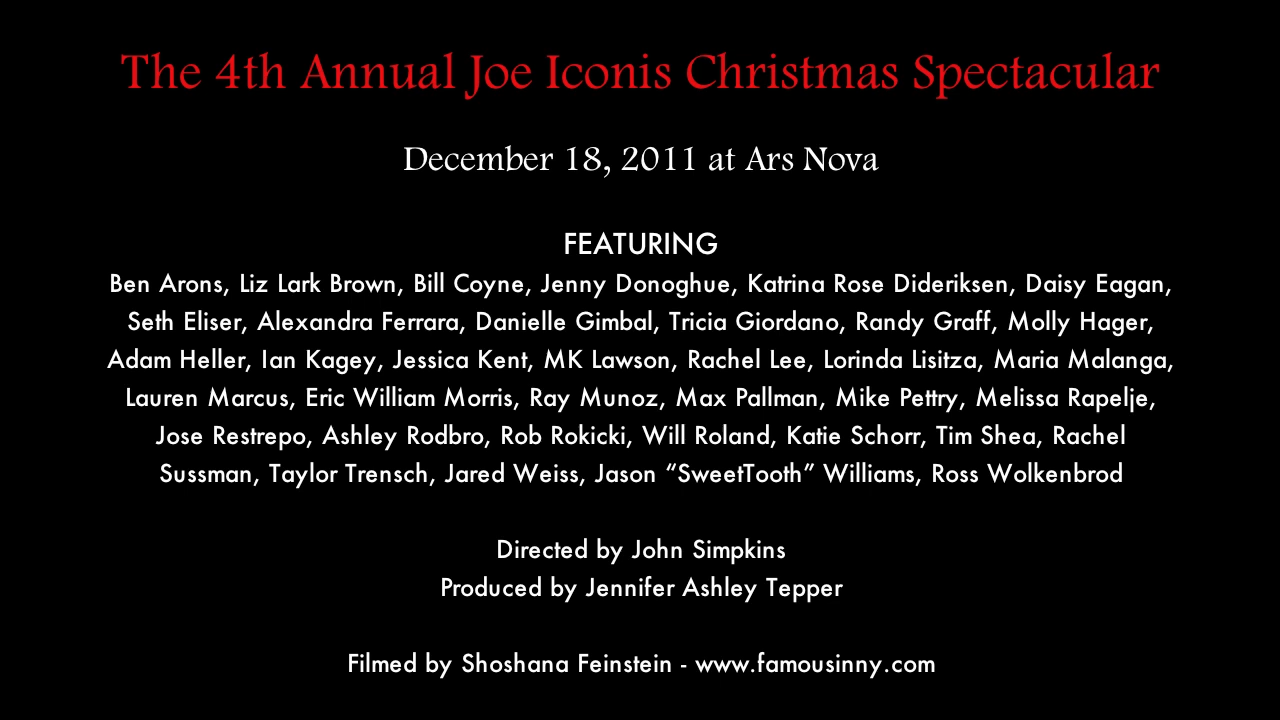 The 4th Annual Joe Iconis Christmas Spectacular
December 18, 2011 at Ars Nova
FEATURING
Ben Arons, Liz Lark Brown, Bill Coyne, Jenny Donoghue, Katrina Rose Dideriksen, Daisy Eagan,
Seth Eliser, Alexandra Ferrara, Danielle Gimbal, Tricia Giordano, Randy Graff, Molly Hager,
Adam Heller, Ian Kagey, Jessica Kent, MK Lawson, Rachel Lee, Lorinda Lisitza, Maria Malanga,
Lauren Marcus, Eric William Morris, Ray Munoz, Max Pallman, Mike Pettry, Melissa Rapelje,
Jose Restrepo, Ashley Rodbro, Rob Rokicki, Will Roland, Katie Schorr, Tim Shea, Rachel
Sussman, Taylor Trensch, Jared Weiss, Jason “SweetTooth” Williams, Ross Wolkenbrod
Directed by John Simpkins
Produced by Jennifer Ashley Tepper
Filmed by Shoshana Feinstein - www.famousinny.com